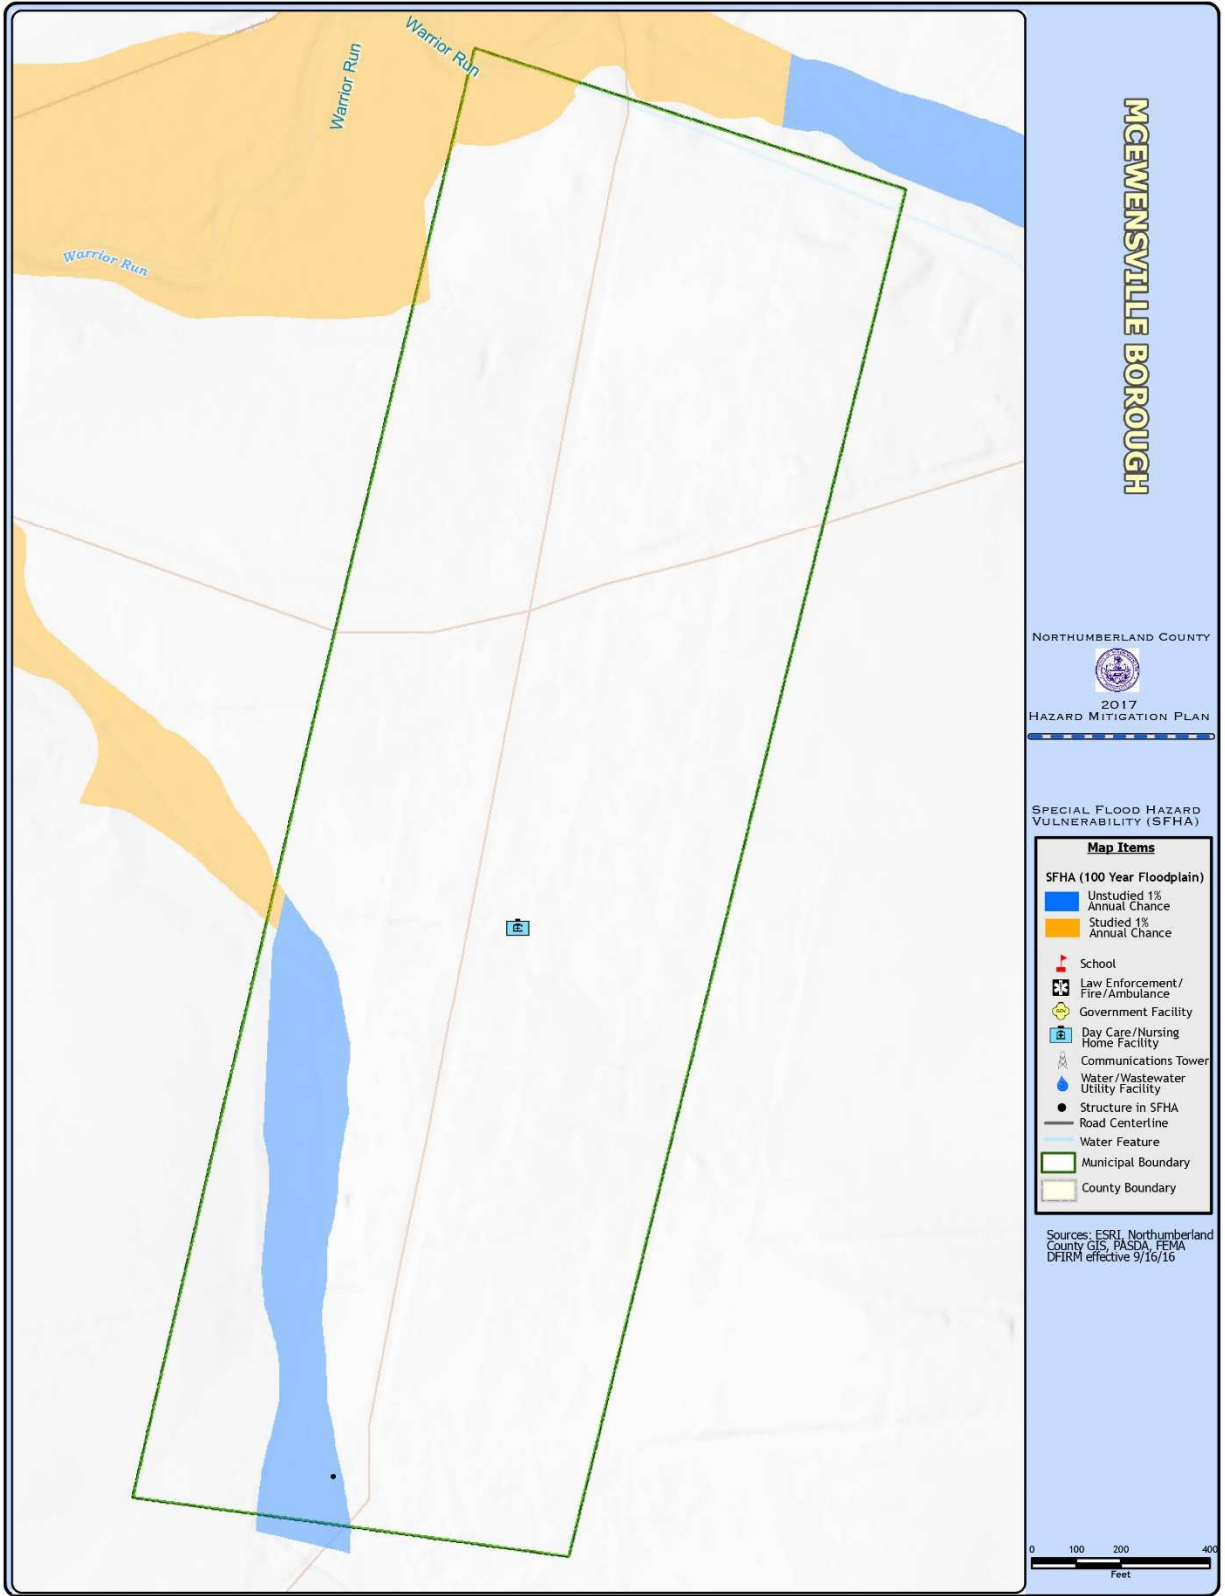 Warrior Run
Warrior Run
Warrior Run
MCEWENSVILLE BOROUGH
NORTHUMBERLAND COUNTY
2017
HAZARD MITIGATION PLAN
SPECIAL FLOOD HAZARD
VULNERABILITY (SFHA)
Map Items
SFHA (100 Year Floodplain)
Unstudied 1%
Annual Chance
Studied 1%
Annual Chance
School
Law Enforcement/
Fire/Ambulance
Government Facility
Day Care/Nursing
Home Facility
Communications Tower
Water/Wastewater
Utility Facility
Structure in SFHA
Road Centerline
Water Feature
Municipal Boundary
County Boundary
Sources: ESRI, Northumberland
County GIS, PASDA, FEMA
DFIRM effective 9/16/16
0 100 200 400
Feet